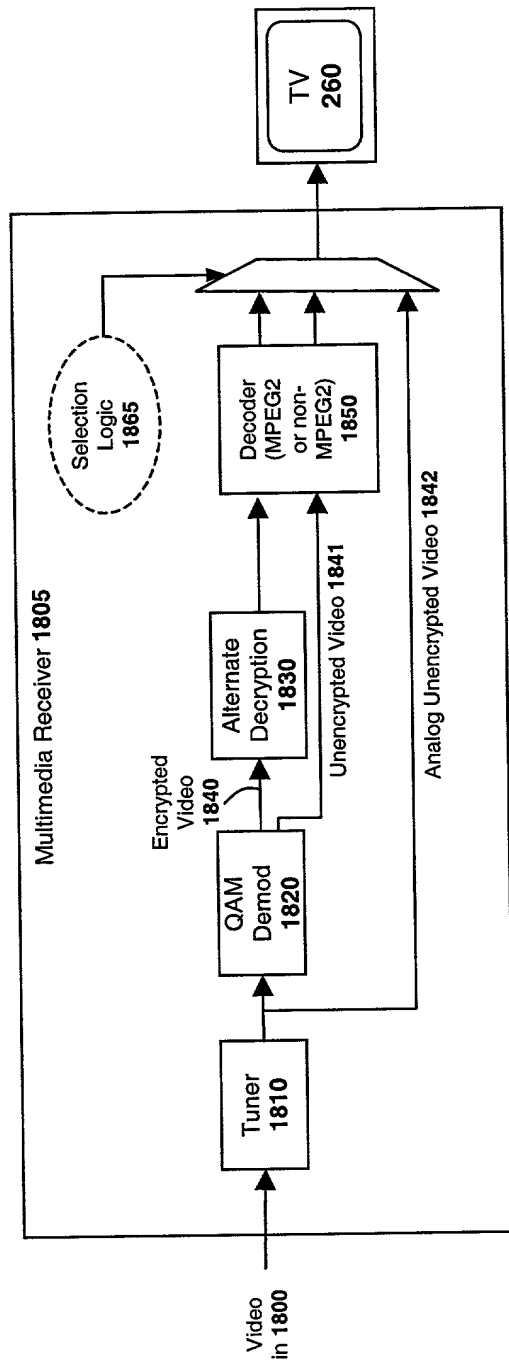 Multimedia Receiver 1805
Video
in 1800
Tuner
1810
QAM
Demod
1820
Encrypted
Video
1840
Alternate
Decryption
1830
Unencrypted Video 1841
Analog Unencrypted Video 1842
Decoder
(MPEG2
or non-
MPEG2)
1850
Selection
Logic
1865
TV
260